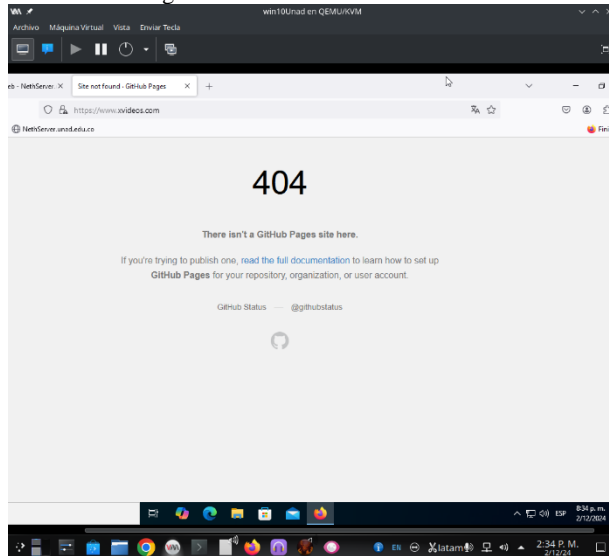 win10Unad en QEMU/KVM
Archivo Máquina Virtual Vista Enviar Tecla
eb - NethServer. Site not found · GitHub Pages
https://www.xvideos.com
NethServer.unad.edu.co Fini
404
There isn't a GitHub Pages site here.
If you're trying to publish one, read the full documentation to learn how to set up
GitHub Pages for your repository, organization, or user account.
GitHub Status — @githubstatus
ESP 8:34 p. m.
2/12/2024
EN latam 2:34 P. M.
2/12/24